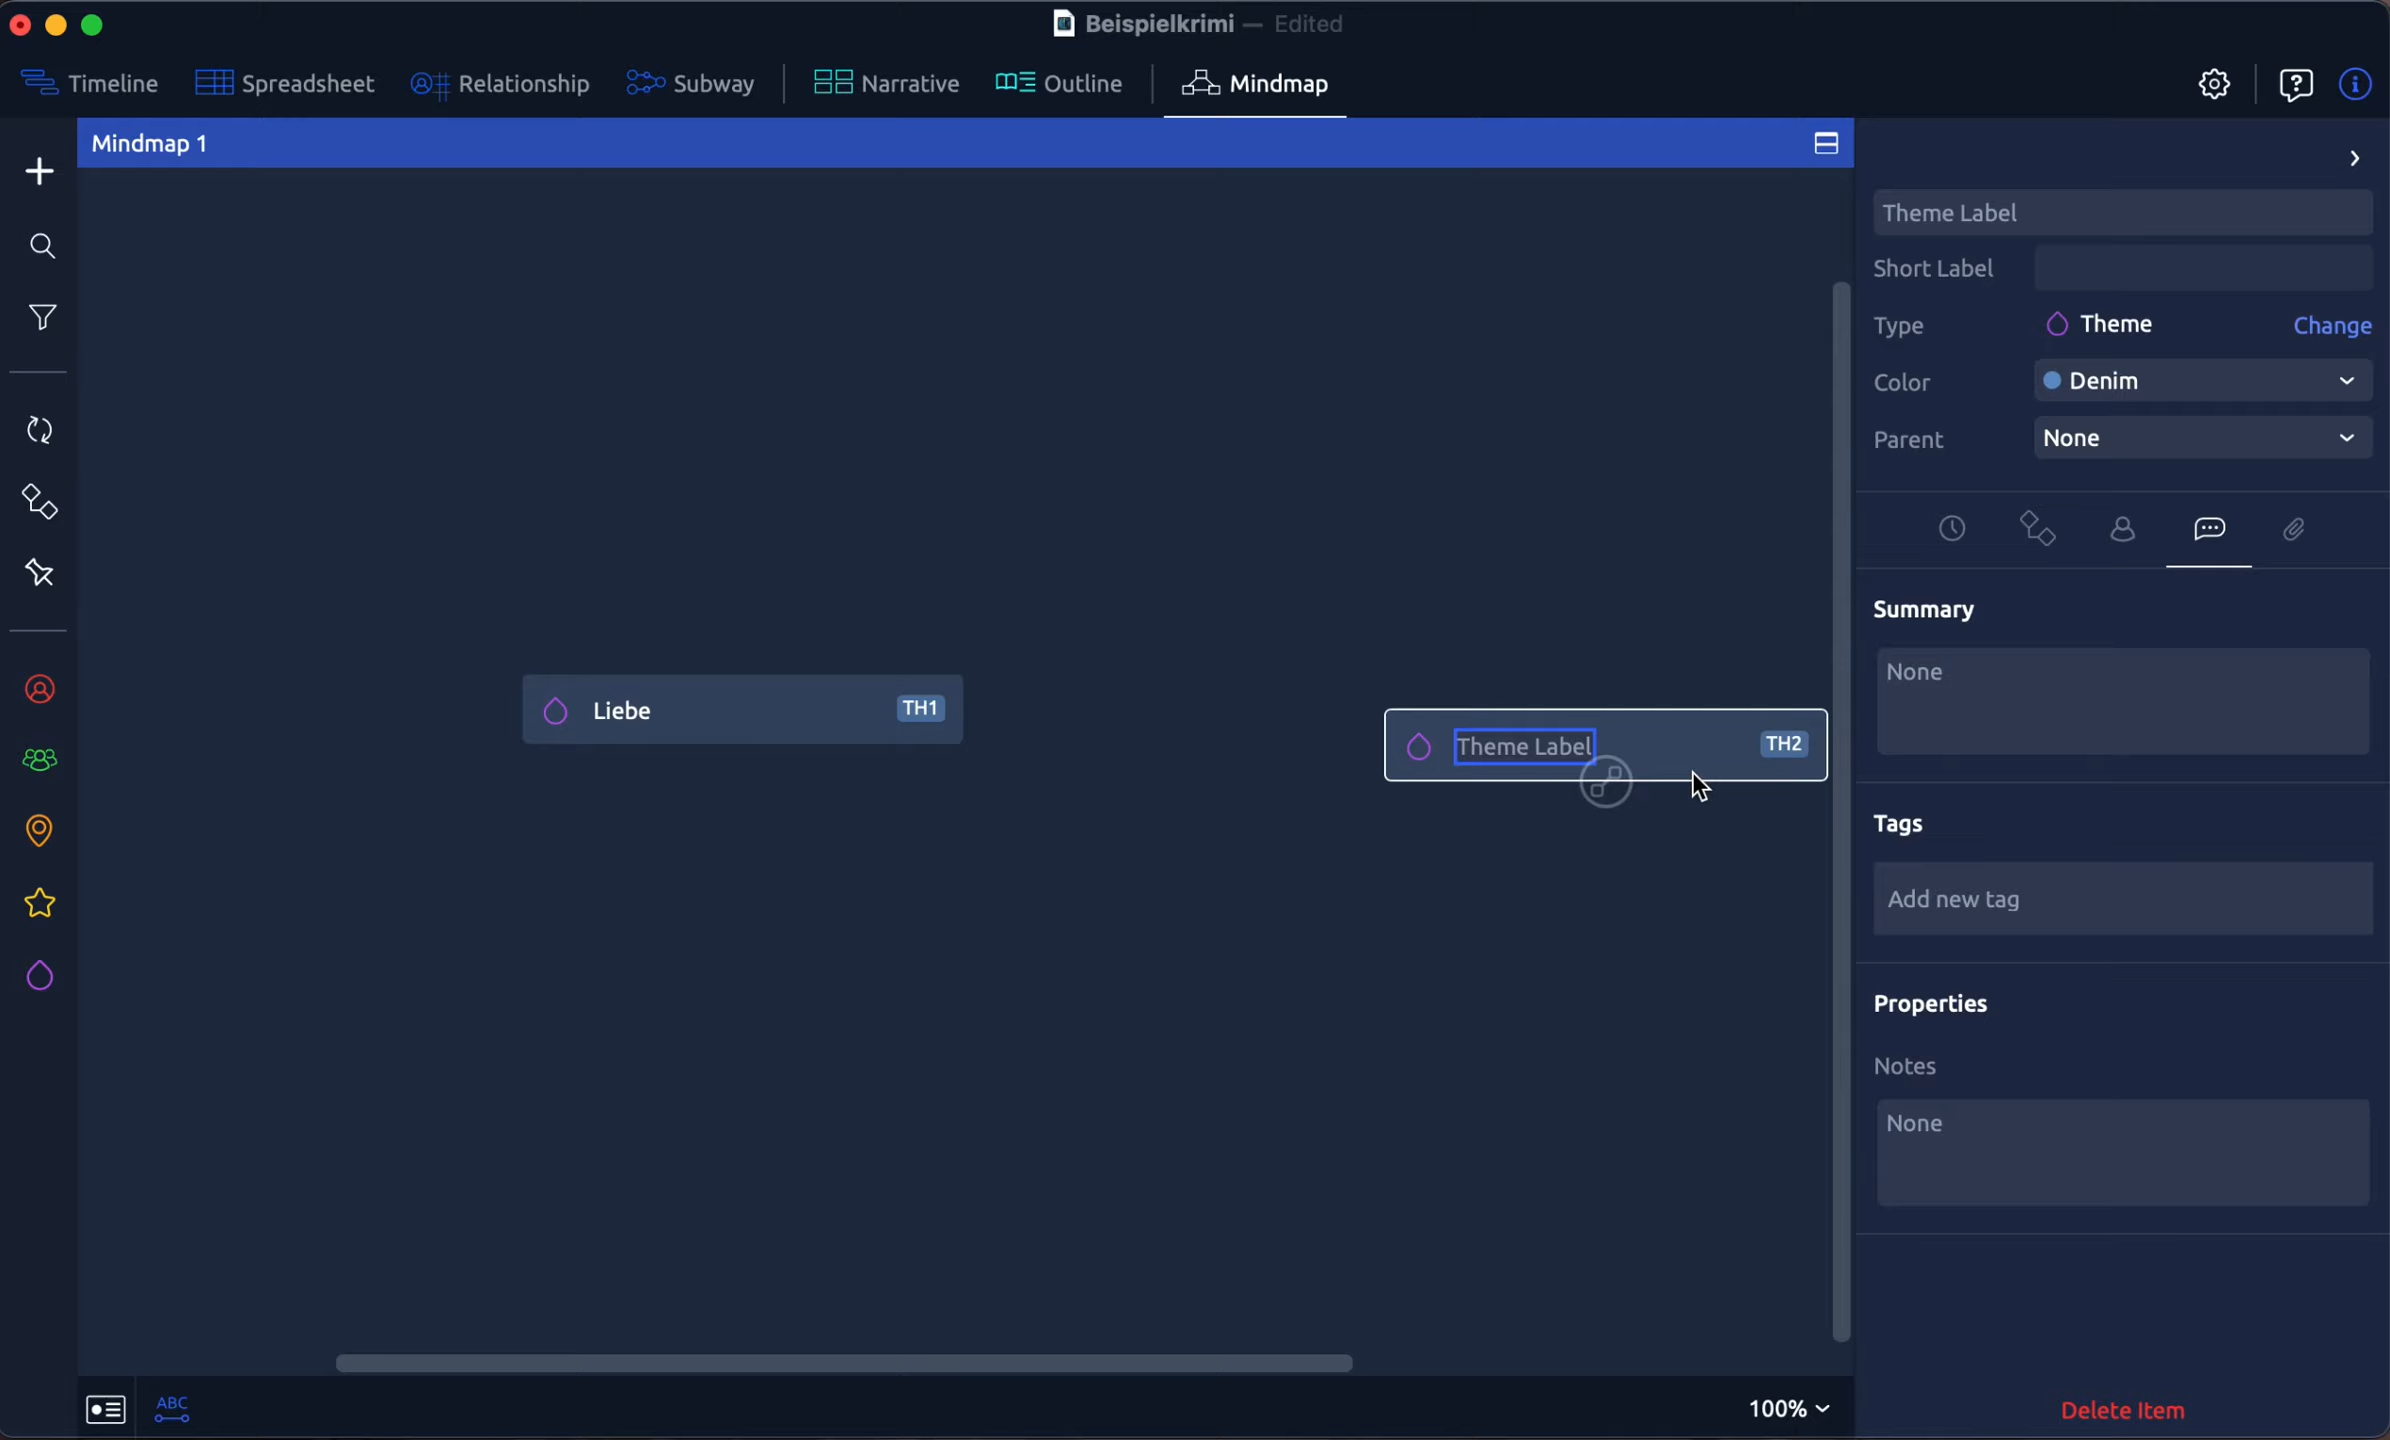 Beispielkrimi — Edited
Timeline Spreadsheet Relationship Subway Narrative Outline Mindmap
Mindmap 1
Theme Label
Short Label
Type Theme Change
Color Denim
Parent None
Summary
None
Liebe TH1
Theme Label TH2
Tags
Add new tag
Properties
Notes
None
ABC
100%
Delete Item